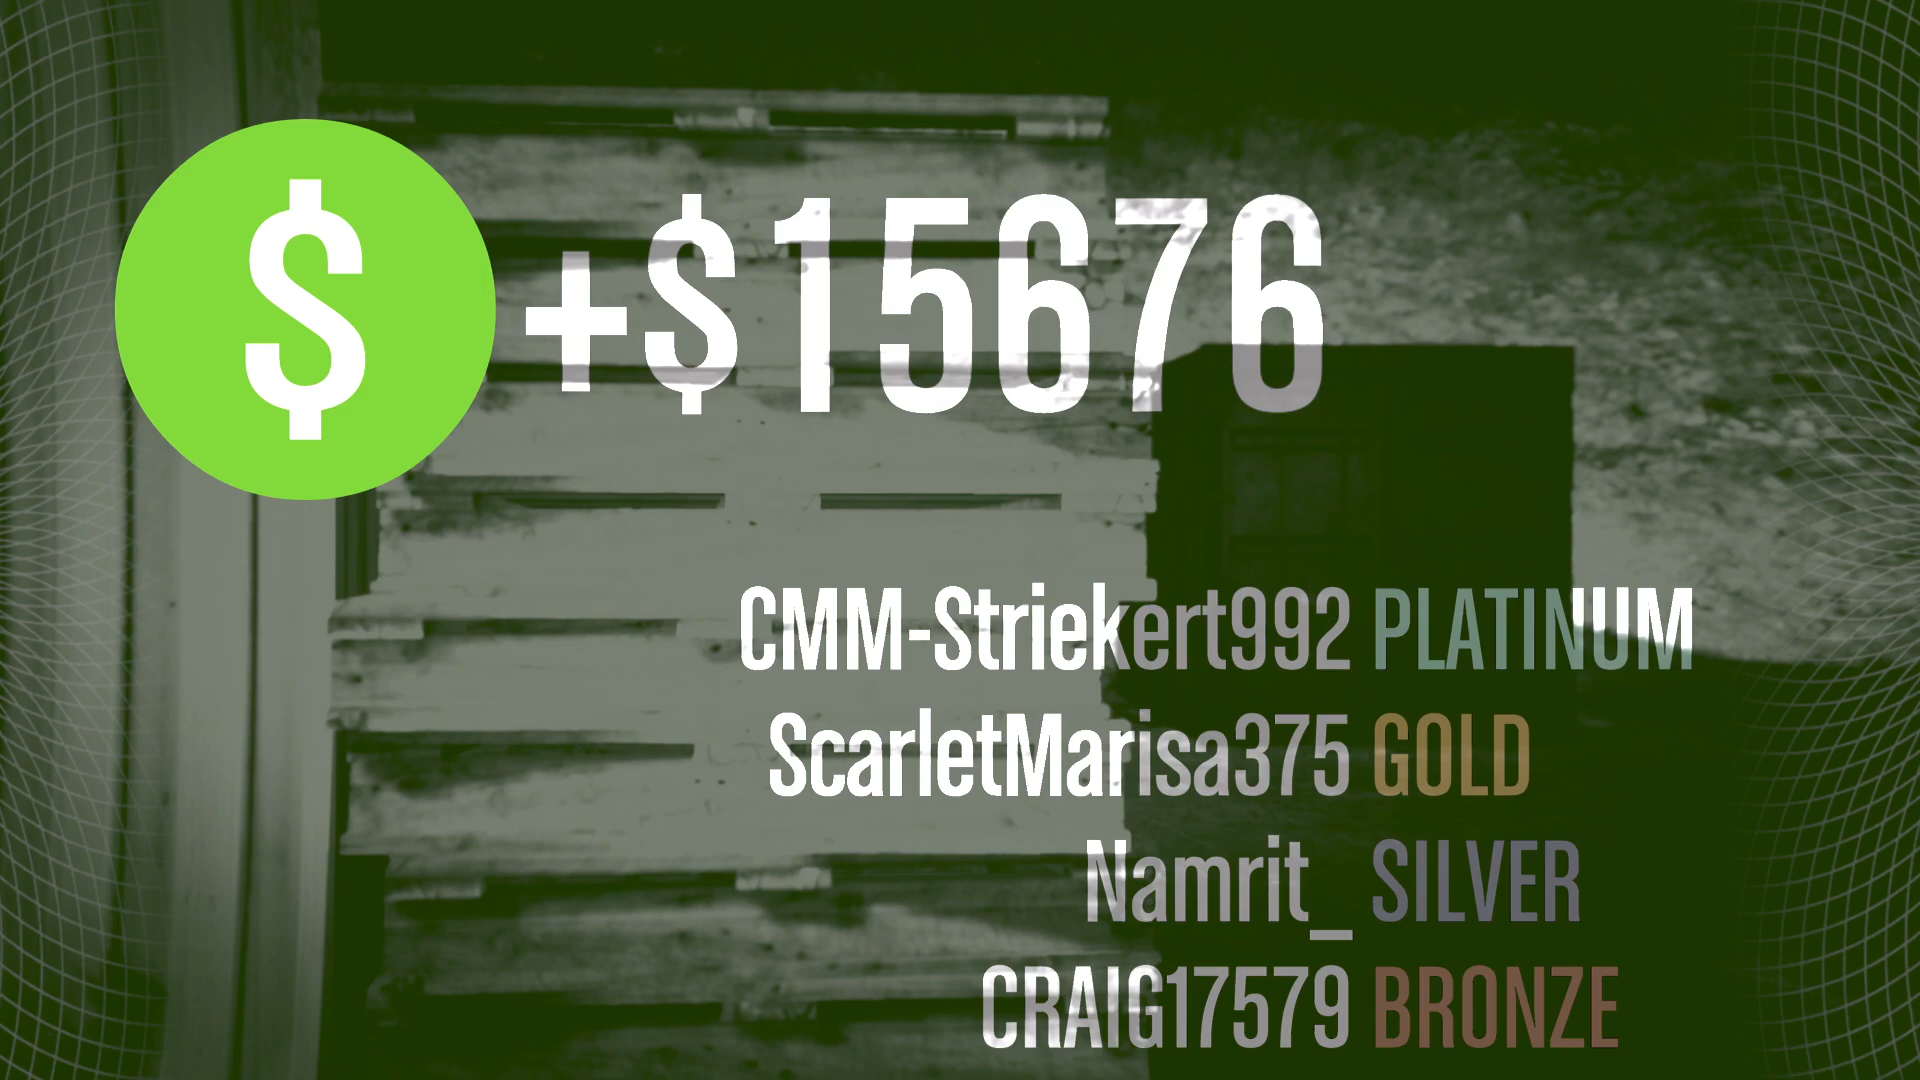 $ +$15676
CMM-Striekert992 PLATINUM
ScarletMarisa375 GOLD
Namrit_ SILVER
CRAIG17579 BRONZE